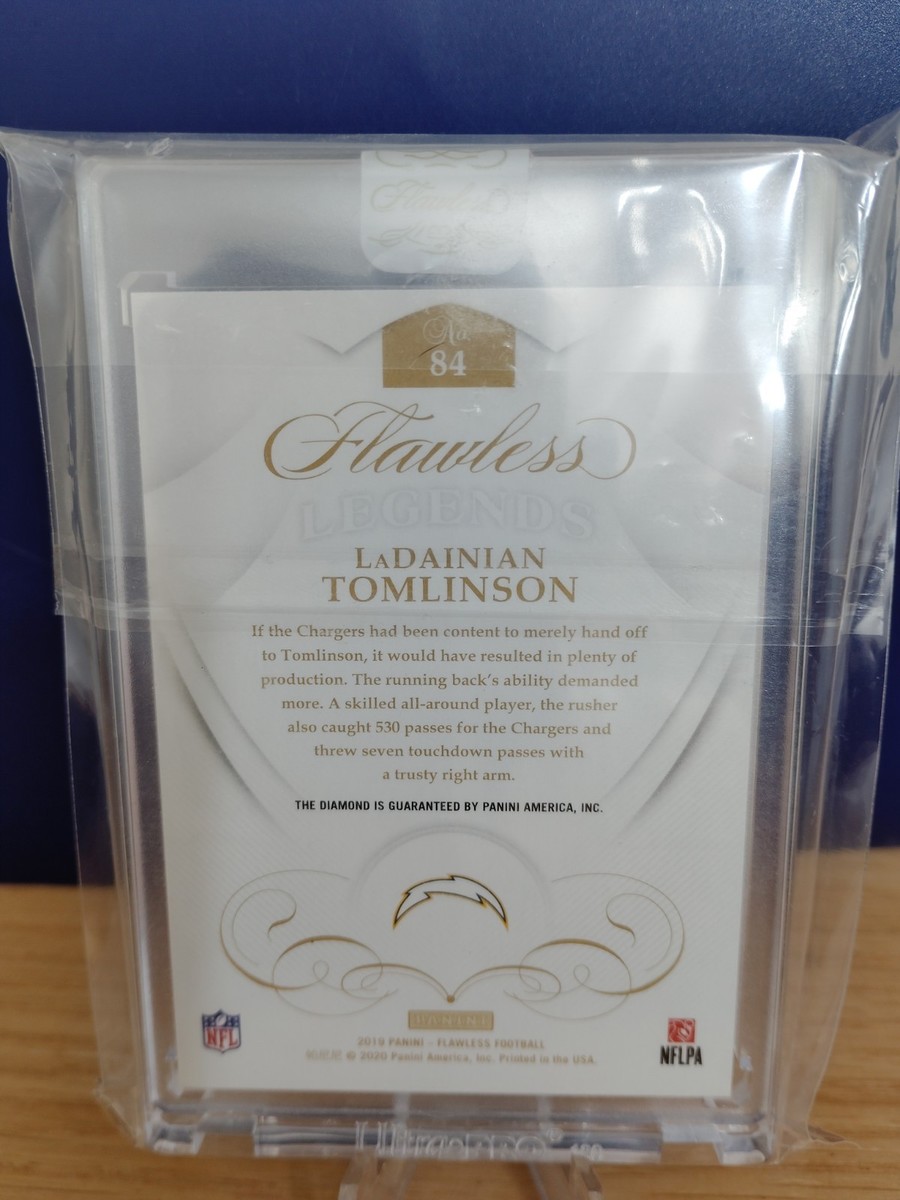 Flawless
No.
84
Flawless
LEGENDS
LaDAINIAN
TOMLINSON
If the Chargers had been content to merely hand off
to Tomlinson, it would have resulted in plenty of
production. The running back's ability demanded
more. A skilled all-around player, the rusher
also caught 530 passes for the Chargers and
threw seven touchdown passes with
a trusty right arm.
THE DIAMOND IS GUARANTEED BY PANINI AMERICA, INC.
PANINI
NFL
2019 PANINI - FLAWLESS FOOTBALL
© 2020 Panini America, Inc. Printed in the USA.
NFLPA
Ultra PRO